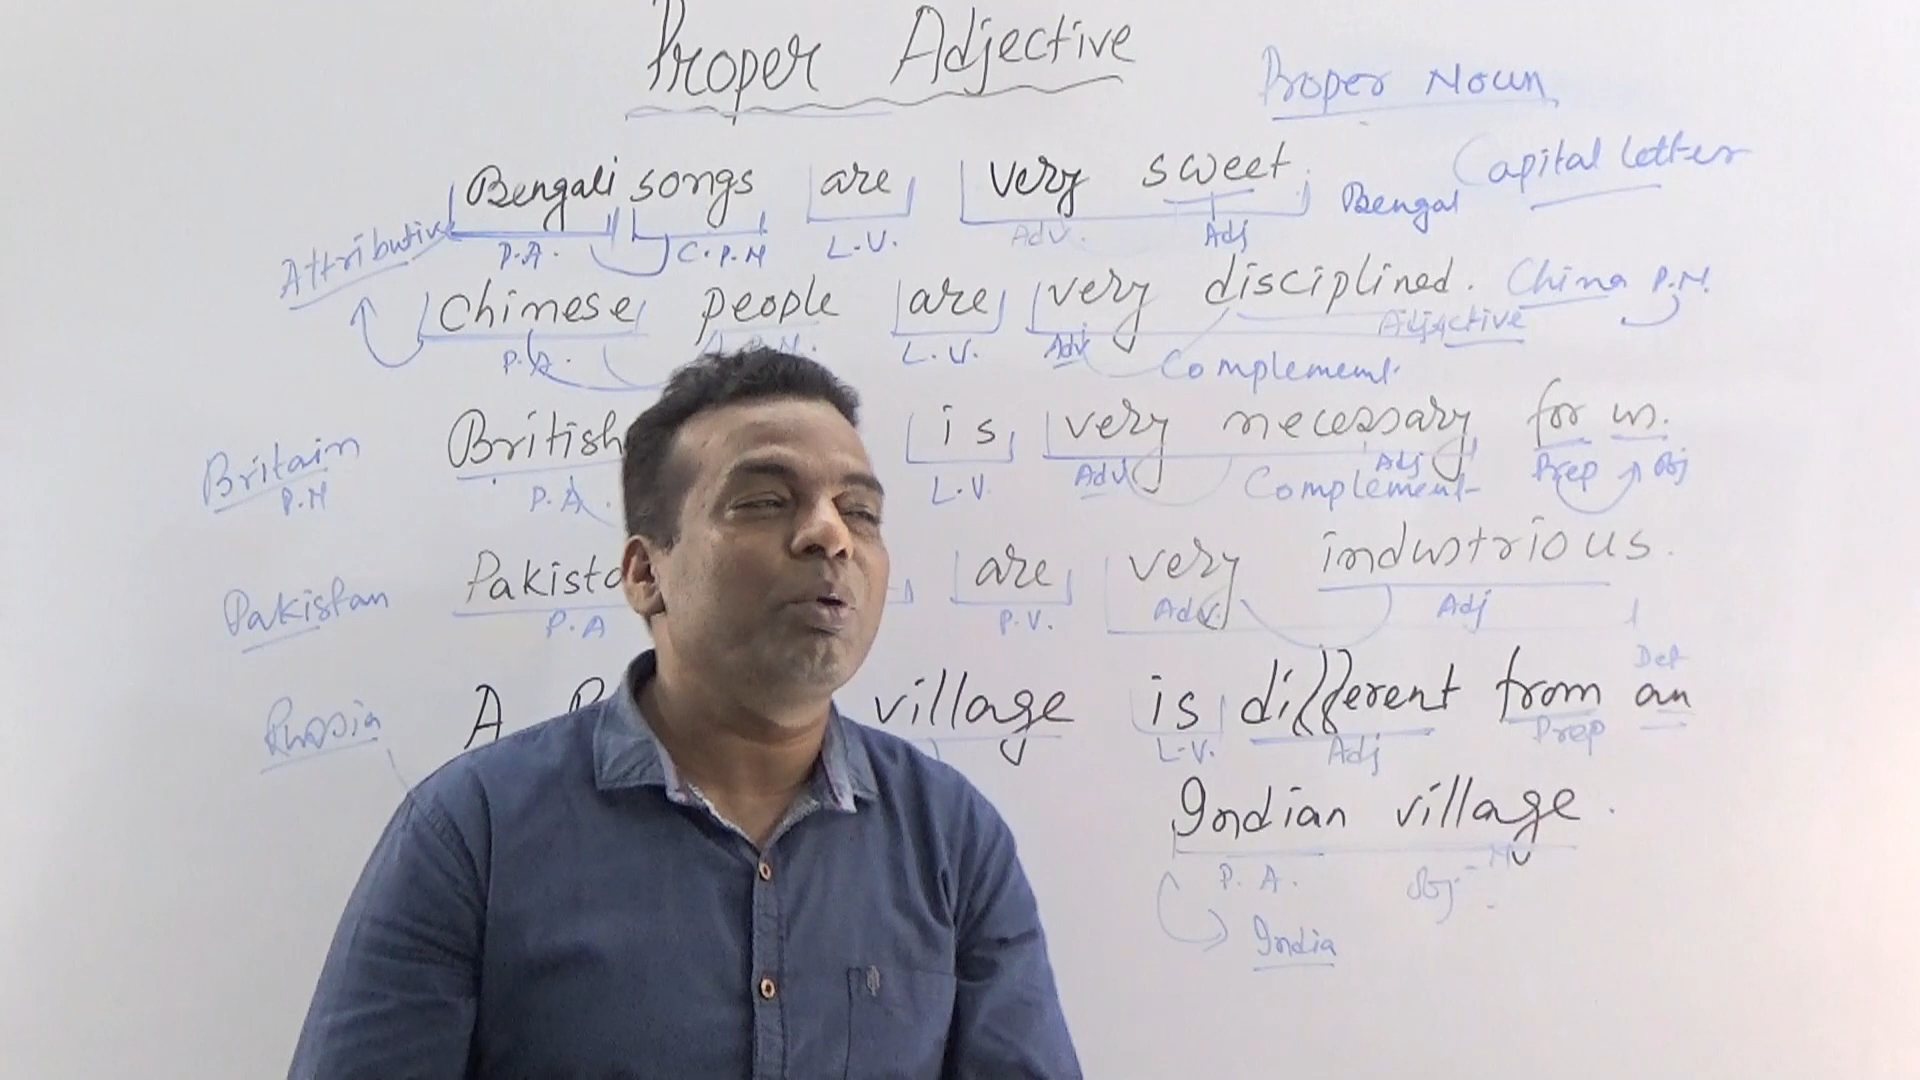 Proper Adjective
Proper Noun
Capital letter
Bengali songs are very sweet.
Bengal
Attributive
P.A. C.P.N L.V. Adv. Adj
Chinese people are very disciplined.
China P.N.
P.A. L.V. Adv Adjective
Complement
Britain
P.N
British is very necessary for us.
P.A. L.V. Adv Adj Prep Obj
Complement
Pakistan
are very industrious.
P.A P.V. Adv. Adj
Russia
A village is different from an
L.V. Adj Prep Det
Indian village.
P.A. Obj N
India